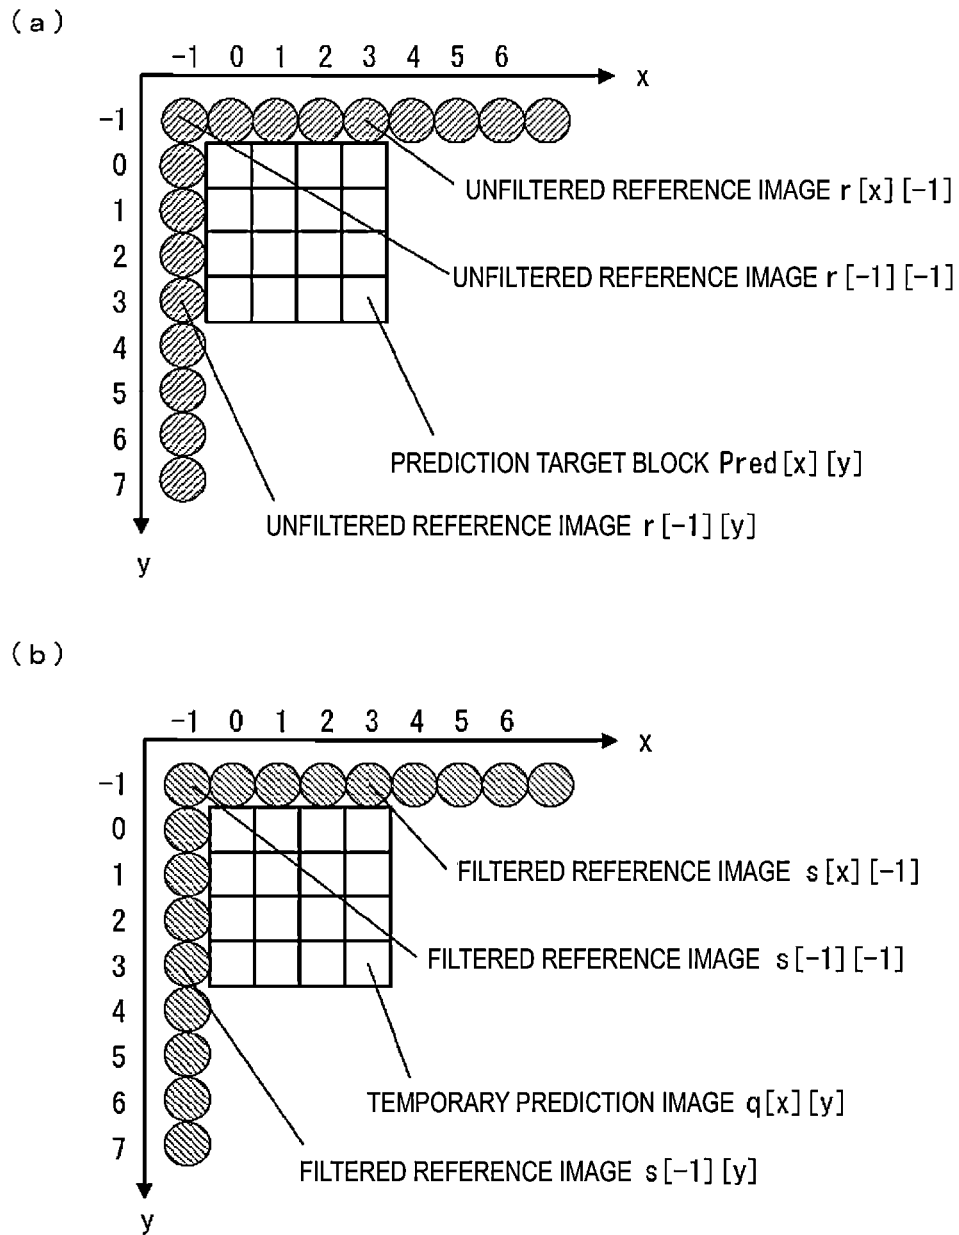 (a)
-1 0 1 2 3 4 5 6
x
-1
0
1
2
3
4
5
6
7
y
UNFILTERED REFERENCE IMAGE r[x][-1]
UNFILTERED REFERENCE IMAGE r[-1][-1]
PREDICTION TARGET BLOCK Pred[x][y]
UNFILTERED REFERENCE IMAGE r[-1][y]
(b)
-1 0 1 2 3 4 5 6
x
-1
0
1
2
3
4
5
6
7
y
FILTERED REFERENCE IMAGE s[x][-1]
FILTERED REFERENCE IMAGE s[-1][-1]
TEMPORARY PREDICTION IMAGE q[x][y]
FILTERED REFERENCE IMAGE s[-1][y]